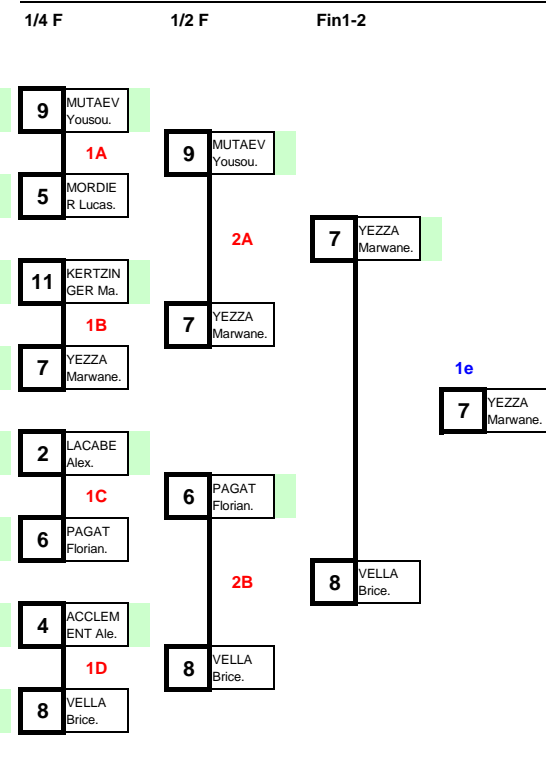 1/4 F 1/2 F Fin1-2
9 MUTAEV
Yousou.
1A
5 MORDIE
R Lucas.
9 MUTAEV
Yousou.
2A
7 YEZZA
Marwane.
11 KERTZIN
GER Ma.
1B
7 YEZZA
Marwane.
7 YEZZA
Marwane.
1e
7 YEZZA
Marwane.
2 LACABE
Alex.
1C
6 PAGAT
Florian.
6 PAGAT
Florian.
2B
8 VELLA
Brice.
8 VELLA
Brice.
4 ACCLEM
ENT Ale.
1D
8 VELLA
Brice.